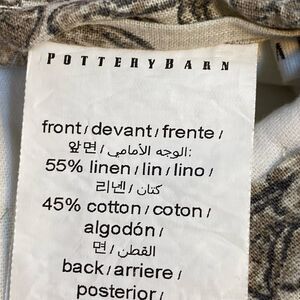 POTTERYBARN
front / devant / frente /
앞면 / الوجه الأمامي:
55% linen / lin / lino /
리넨 / كتان /
45% cotton / coton /
algodón /
면 / القطن /
back / arriere /
posterior /